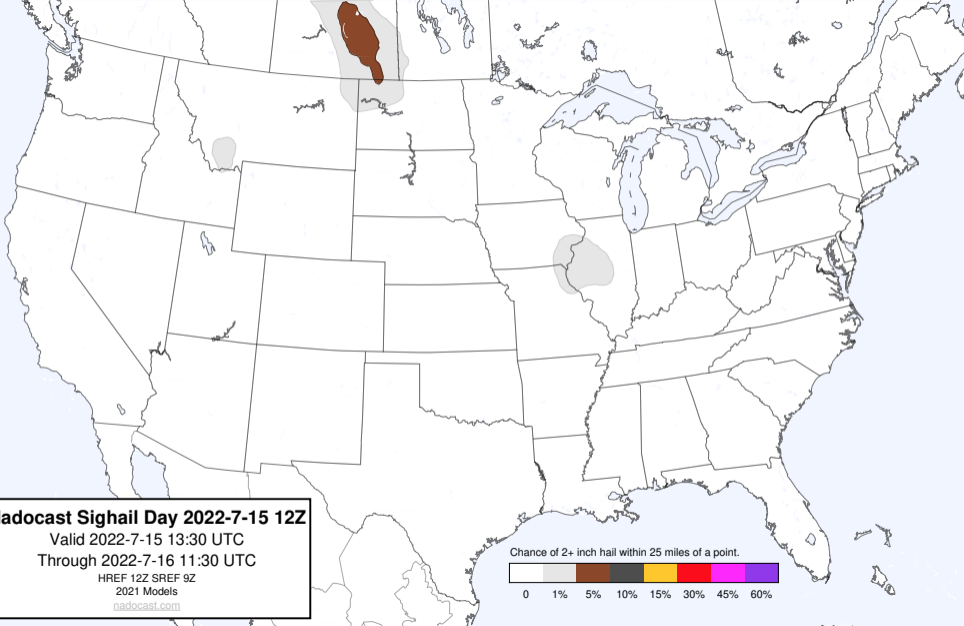 adocast Sighail Day 2022-7-15 12Z
Valid 2022-7-15 13:30 UTC
Through 2022-7-16 11:30 UTC
HREF 12Z SREF 9Z
2021 Models
nadocast.com
Chance of 2+ inch hail within 25 miles of a point.
0 1% 5% 10% 15% 30% 45% 60%